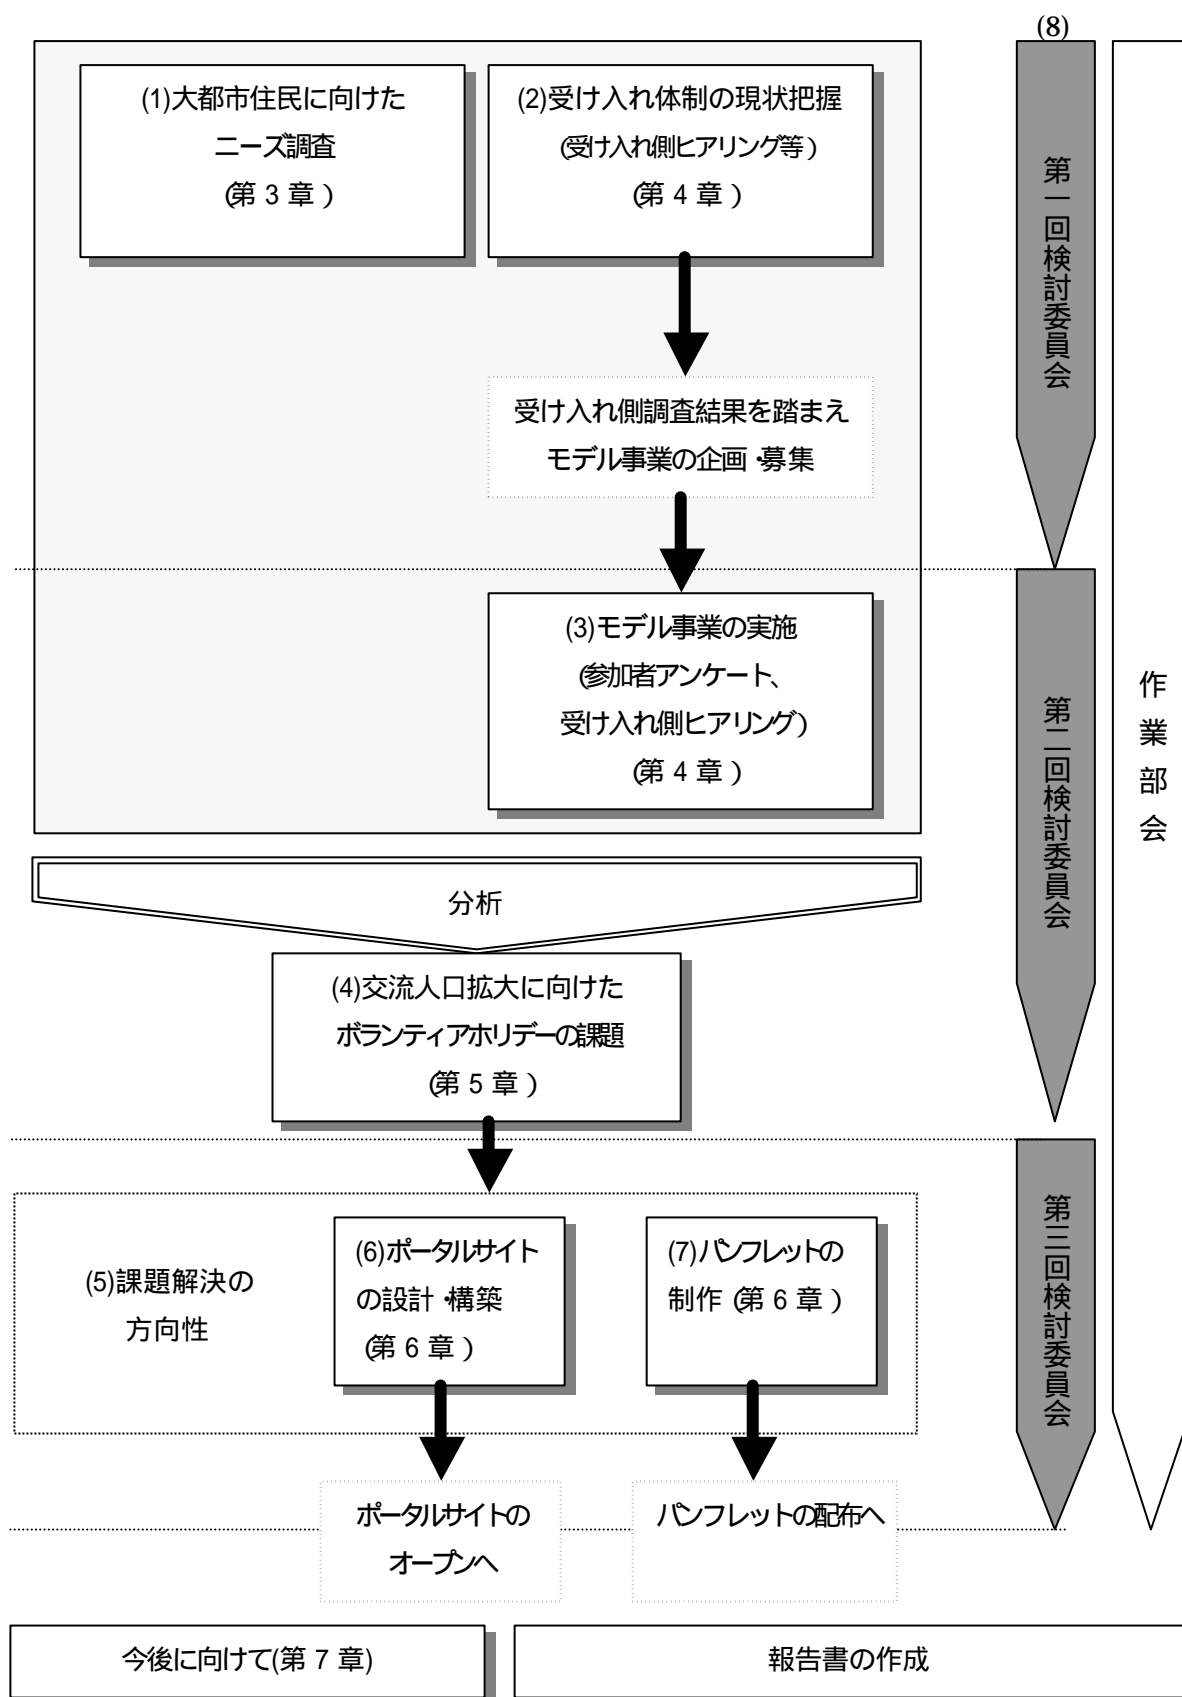 (8)
(1)大都市住民に向けた
ニーズ調査
(第 3 章 )
(2)受け入れ体制の現状把握
(受け入れ側ヒアリング等 )
(第 4 章 )
受け入れ側調査結果を踏まえ
モデル事業の企画・募集
(3)モデル事業の実施
(参加者アンケート、
受け入れ側ヒアリング)
(第 4 章 )
分析
(4)交流人口拡大に向けた
ボランティアホリデーの課題
(第 5 章 )
(5)課題解決の
方向性
(6)ポータルサイト
の設計・構築
(第 6 章 )
(7)パンフレットの
制作 (第 6 章 )
ポータルサイトの
オープンへ
パンフレットの配布へ
第一回検討委員会
第二回検討委員会
第三回検討委員会
作業部会
今後に向けて(第 7 章)
報告書の作成